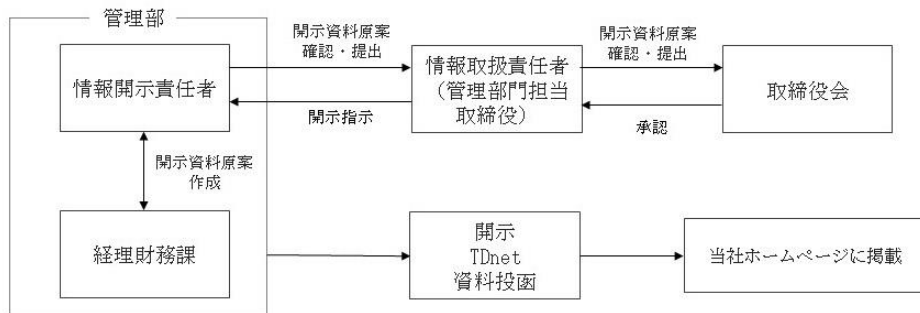 管理部
開示資料原案
確認・提出
開示資料原案
確認・提出
情報開示責任者
情報取扱責任者
(管理部門担当
取締役)
取締役会
開示指示
承認
開示資料原案
作成
経理財務課
開示
TDnet
資料投函
当社ホームページに掲載